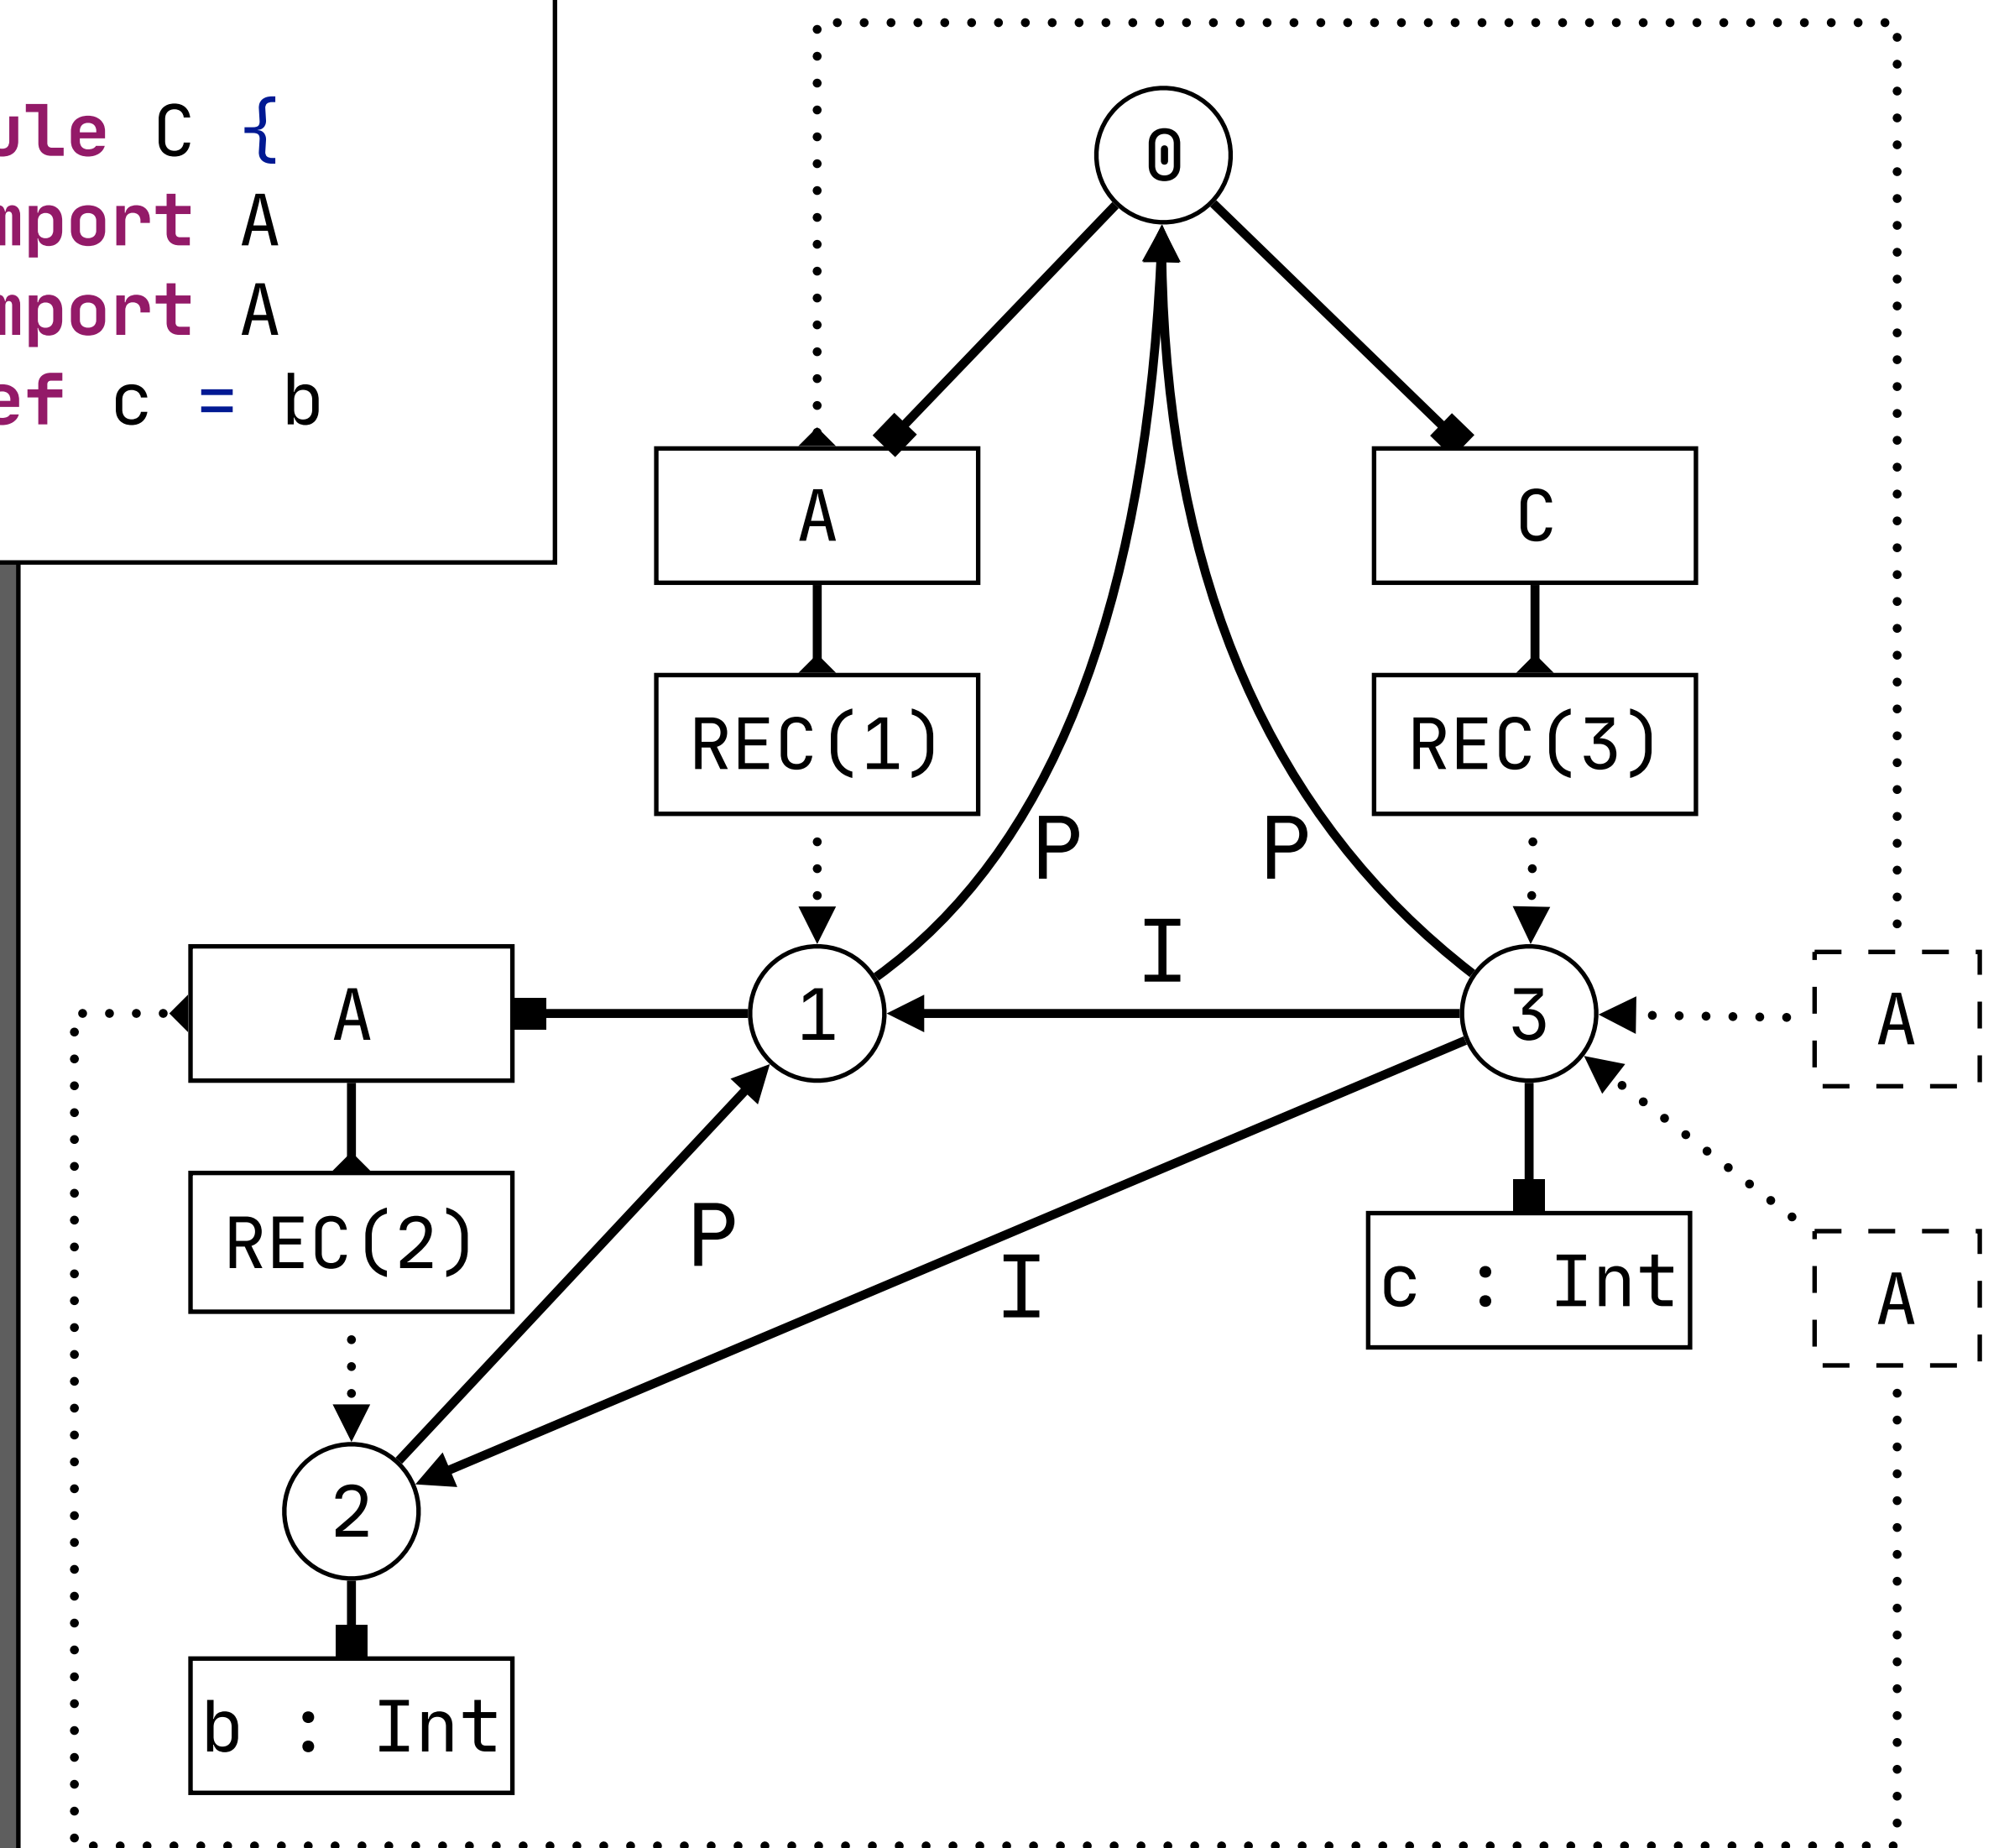 ule C {
mport A
mport A
ef c = b
0
A
C
REC(1)
REC(3)
P
P
I
A
1
3
A
REC(2)
P
I
c : Int
A
2
b : Int